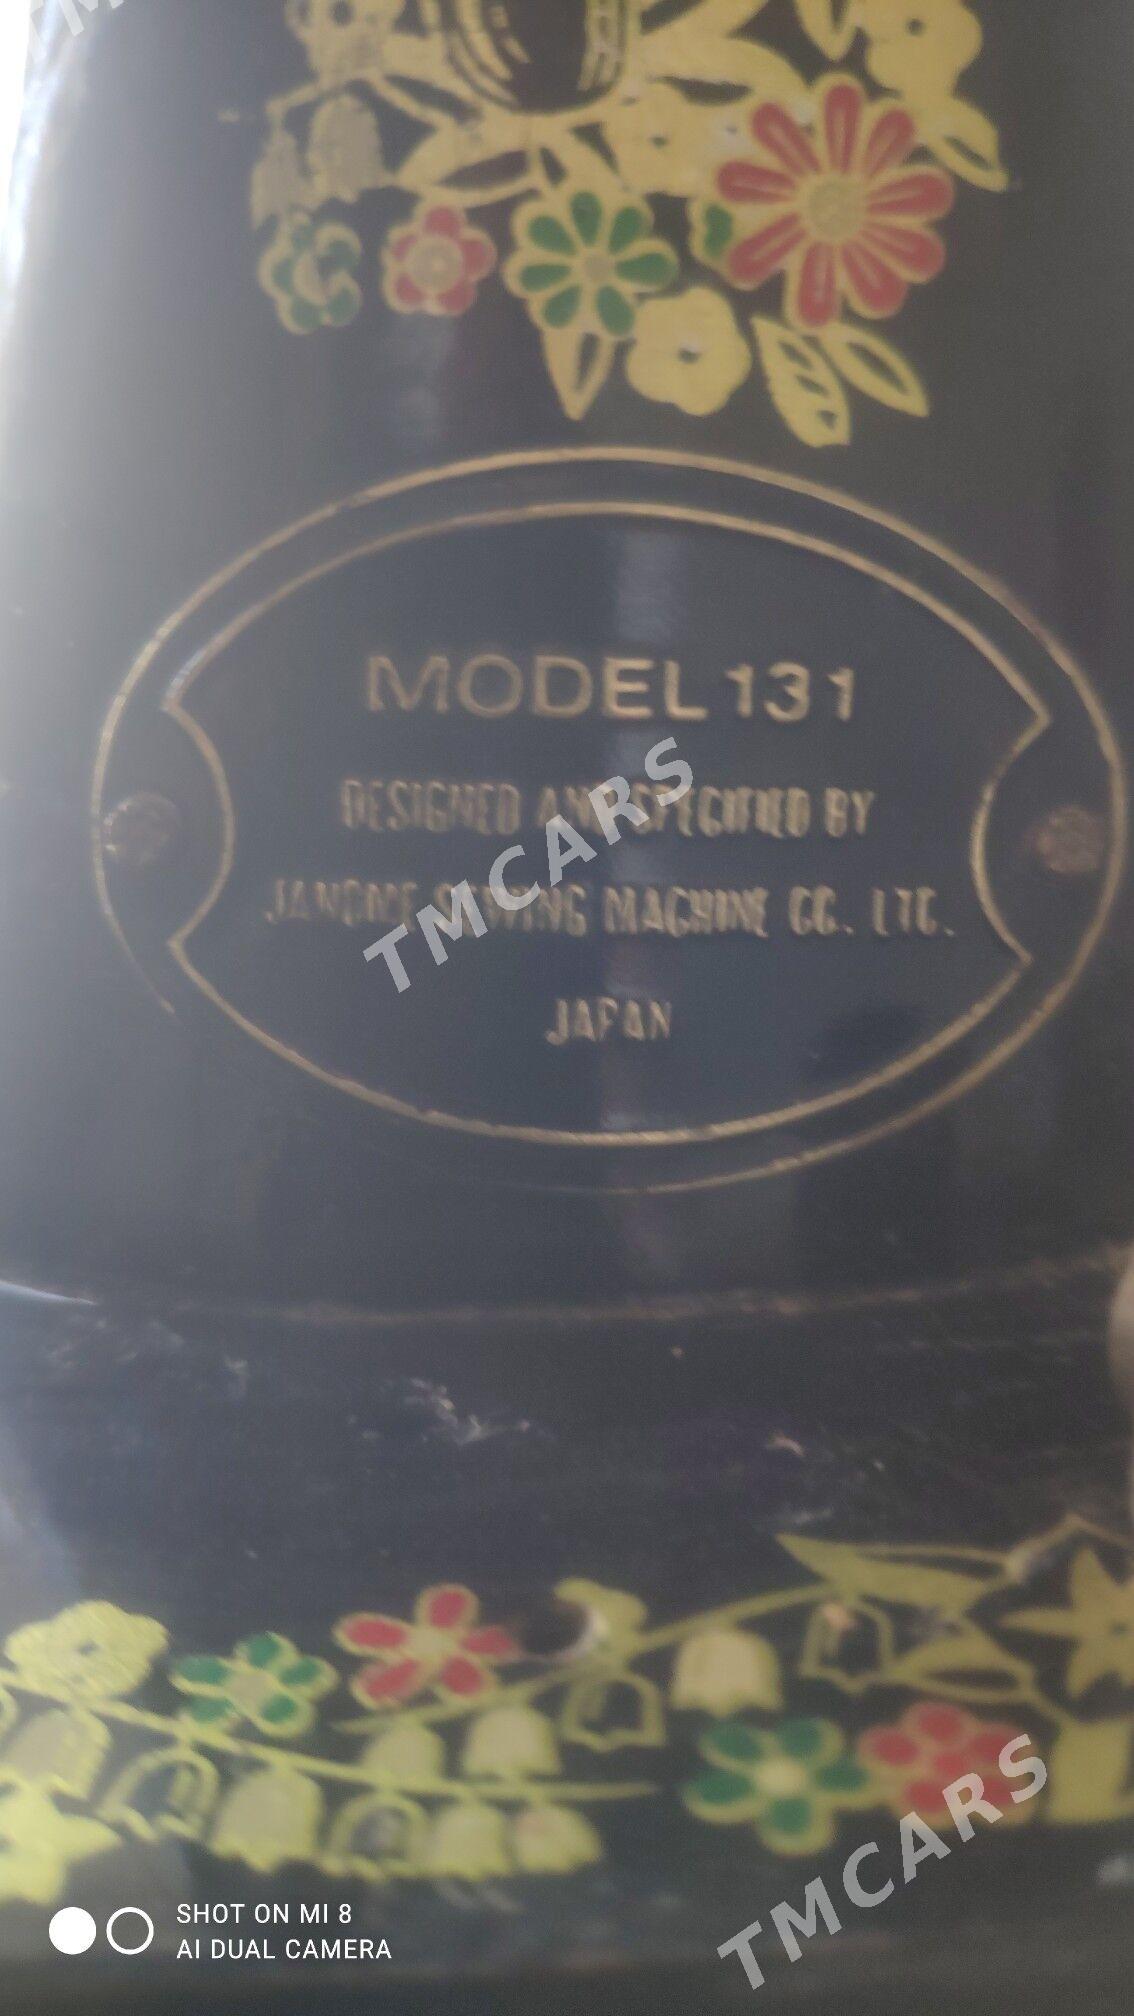 TM
MODEL 131
DESIGNED AND SPECIFIED BY
JANOME SEWING MACHINE CO. LTD.
JAPAN
TMCARS
TMCARS
SHOT ON MI 8
AI DUAL CAMERA